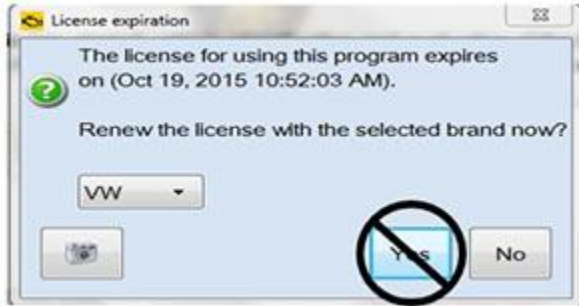 License expiration
The license for using this program expires
on (Oct 19, 2015 10:52:03 AM).
Renew the license with the selected brand now?
VW
Yes No